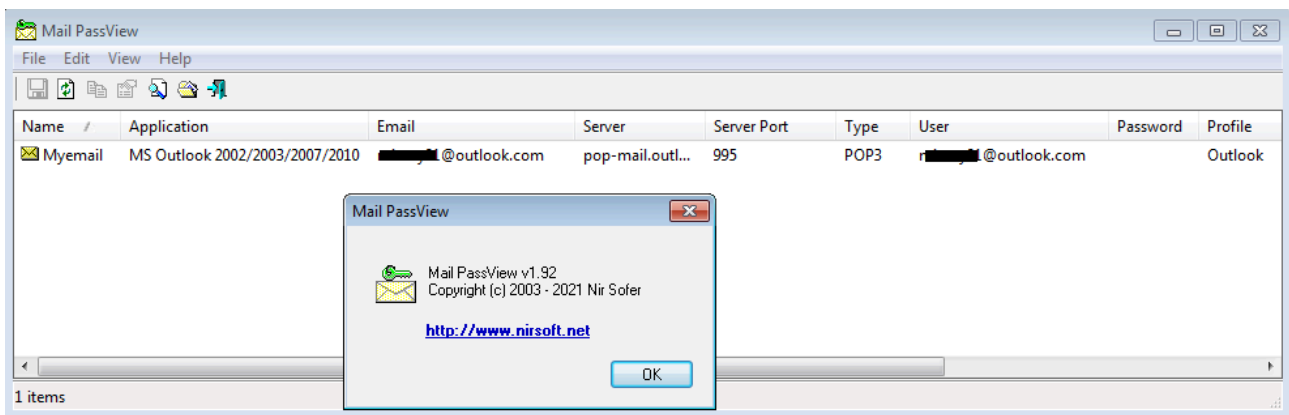 Mail PassView
File Edit View Help
Name Application Email Server Server Port Type User Password Profile
Myemail MS Outlook 2002/2003/2007/2010 @outlook.com pop-mail.outl... 995 POP3 @outlook.com Outlook
Mail PassView
Mail PassView v1.92
Copyright (c) 2003 - 2021 Nir Sofer
http://www.nirsoft.net
OK
1 items